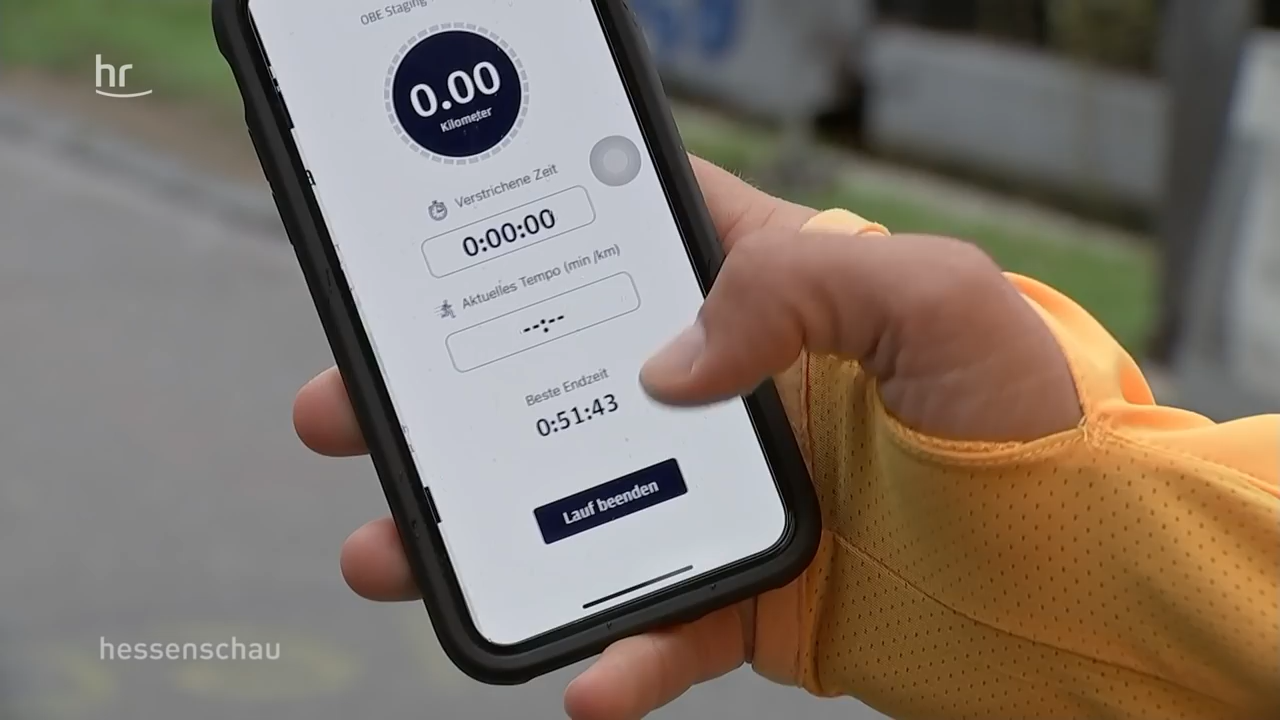 hr
OBE Staging
0.00
Kilometer
Verstrichene Zeit
0:00:00
Aktuelles Tempo (min /km)
--:--
Beste Endzeit
0:51:43
Lauf beenden
hessenschau